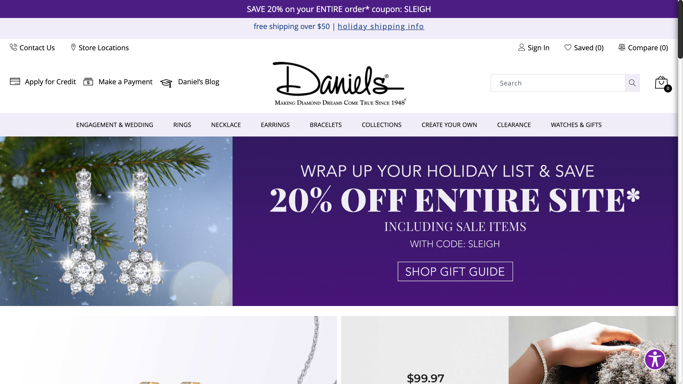 SAVE 20% on your ENTIRE order* coupon: SLEIGH
free shipping over $50 | holiday shipping info
Contact Us
Store Locations
Sign In
Saved (0)
Compare (0)
Apply for Credit
Make a Payment
Daniel's Blog
Daniel's®
MAKING DIAMOND DREAMS COME TRUE SINCE 1948
Search
0
ENGAGEMENT & WEDDING
RINGS
NECKLACE
EARRINGS
BRACELETS
COLLECTIONS
CREATE YOUR OWN
CLEARANCE
WATCHES & GIFTS
WRAP UP YOUR HOLIDAY LIST & SAVE
20% OFF ENTIRE SITE*
INCLUDING SALE ITEMS
WITH CODE: SLEIGH
SHOP GIFT GUIDE
$99.97